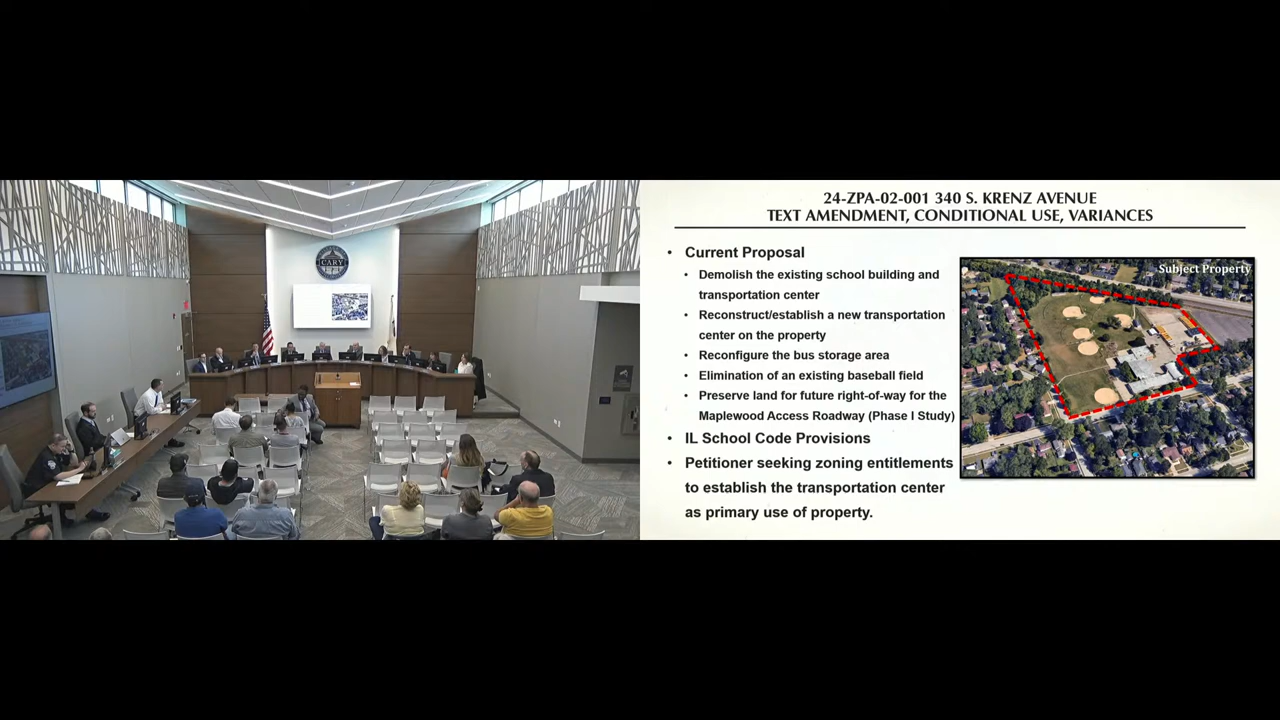 CARY
24-ZPA-02-001 340 S. KRENZ AVENUE
TEXT AMENDMENT, CONDITIONAL USE, VARIANCES
• Current Proposal
• Demolish the existing school building and
transportation center
• Reconstruct/establish a new transportation
center on the property
• Reconfigure the bus storage area
• Elimination of an existing baseball field
• Preserve land for future right-of-way for the
Maplewood Access Roadway (Phase I Study)
• IL School Code Provisions
• Petitioner seeking zoning entitlements
to establish the transportation center
as primary use of property.
Subject Property